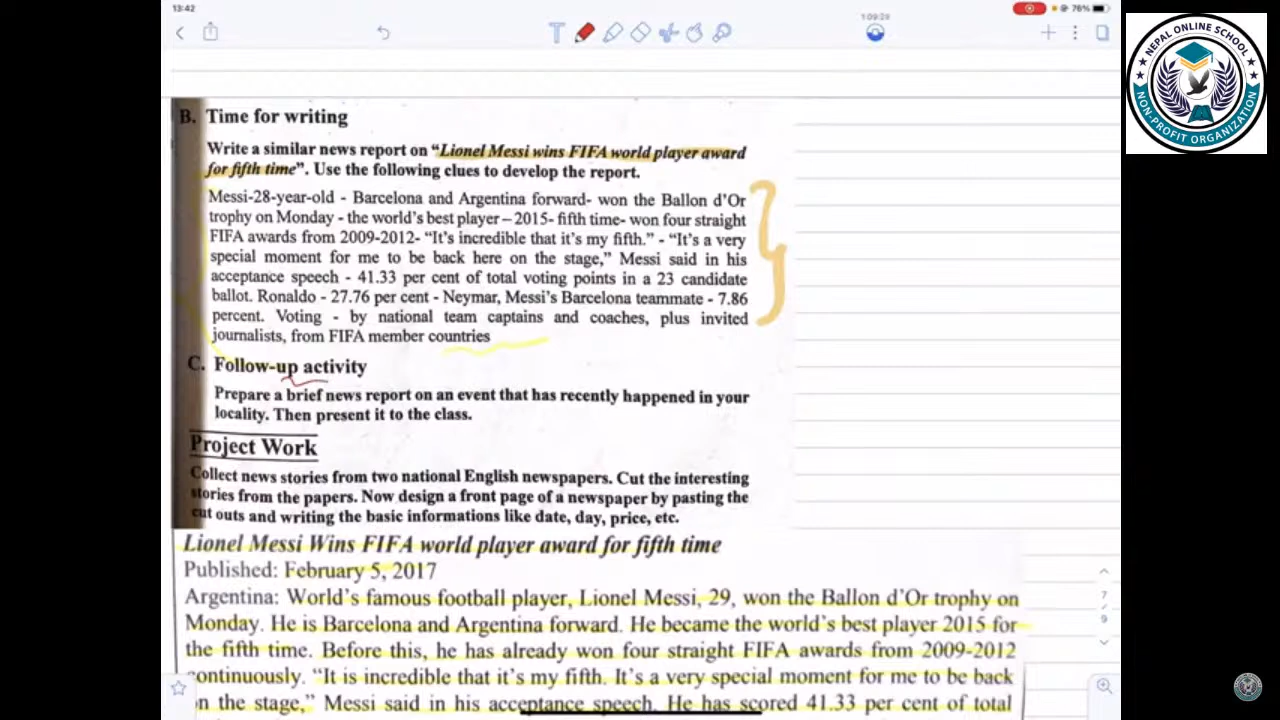 13:42
1:09:29
76%
NEPAL ONLINE SCHOOL
NON-PROFIT ORGANIZATION
B. Time for writing
Write a similar news report on “Lionel Messi wins FIFA world player award
for fifth time”. Use the following clues to develop the report.
Messi-28-year-old - Barcelona and Argentina forward- won the Ballon d’Or
trophy on Monday - the world’s best player – 2015- fifth time- won four straight
FIFA awards from 2009-2012- “It’s incredible that it’s my fifth.” - “It’s a very
special moment for me to be back here on the stage,” Messi said in his
acceptance speech - 41.33 per cent of total voting points in a 23 candidate
ballot. Ronaldo - 27.76 per cent - Neymar, Messi’s Barcelona teammate - 7.86
percent. Voting - by national team captains and coaches, plus invited
journalists, from FIFA member countries
C. Follow-up activity
Prepare a brief news report on an event that has recently happened in your
locality. Then present it to the class.
Project Work
Collect news stories from two national English newspapers. Cut the interesting
stories from the papers. Now design a front page of a newspaper by pasting the
cut outs and writing the basic informations like date, day, price, etc.
Lionel Messi Wins FIFA world player award for fifth time
Published: February 5, 2017
Argentina: World’s famous football player, Lionel Messi, 29, won the Ballon d’Or trophy on
Monday. He is Barcelona and Argentina forward. He became the world’s best player 2015 for
the fifth time. Before this, he has already won four straight FIFA awards from 2009-2012
continuously. “It is incredible that it’s my fifth. It’s a very special moment for me to be back
on the stage,” Messi said in his acceptance speech. He has scored 41.33 per cent of total
7
/
9